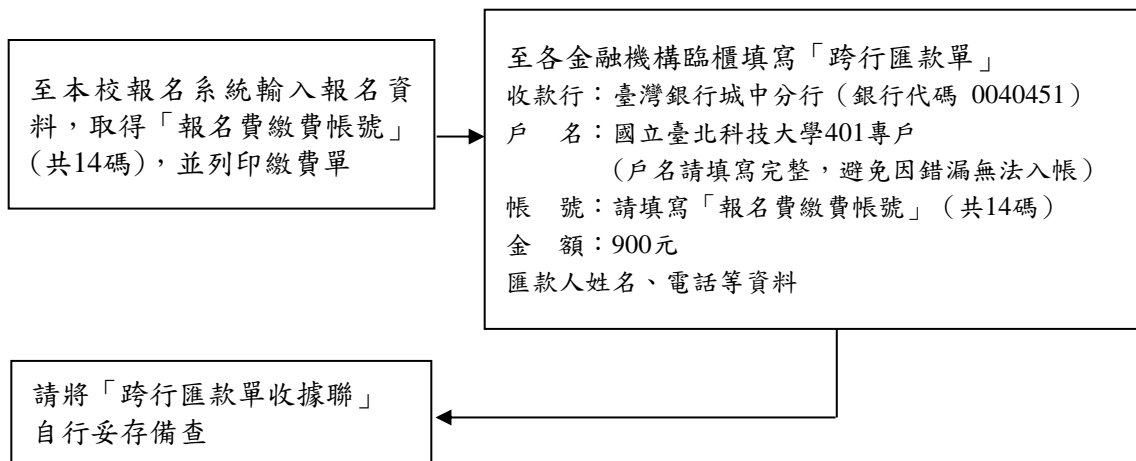 至本校報名系統輸入報名資
料，取得「報名費繳費帳號」
（共14碼），並列印繳費單
至各金融機構臨櫃填寫「跨行匯款單」
收款行：臺灣銀行城中分行（銀行代碼 0040451）
戶　名：國立臺北科技大學401專戶
（戶名請填寫完整，避免因錯漏無法入帳）
帳　號：請填寫「報名費繳費帳號」（共14碼）
金　額：900元
匯款人姓名、電話等資料
請將「跨行匯款單收據聯」
自行妥存備查